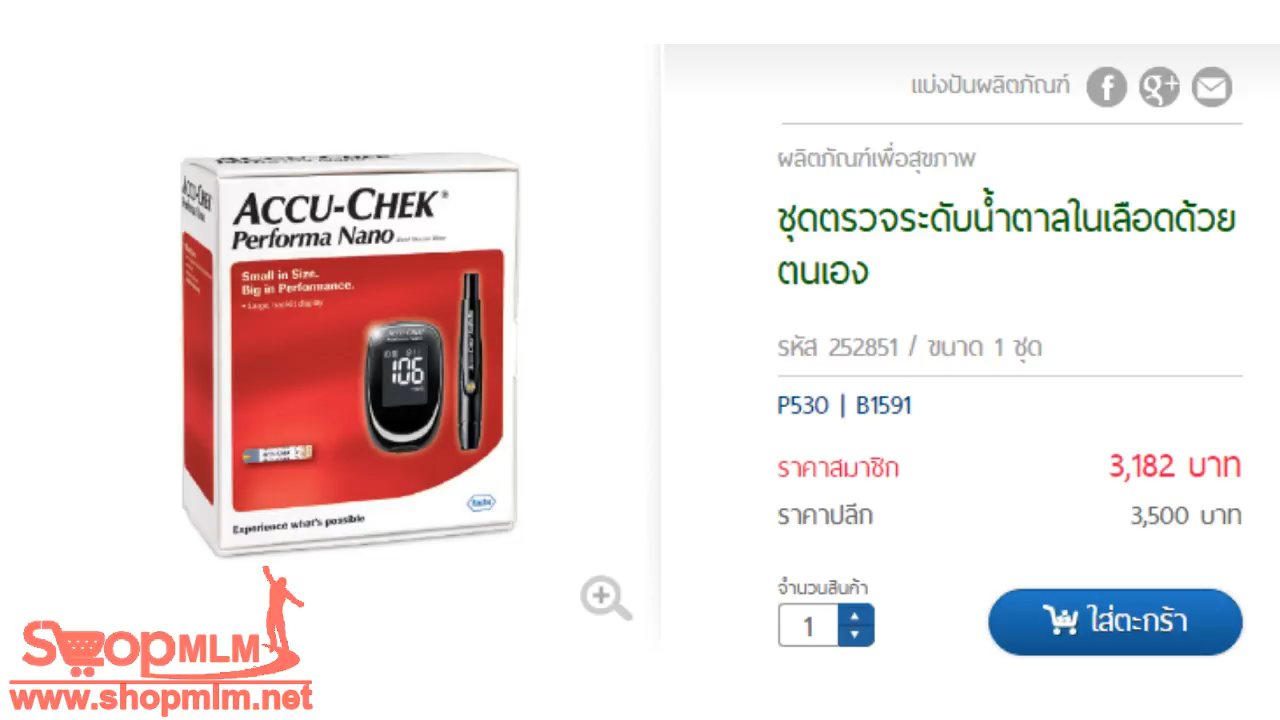 แบ่งปันผลิตภัณฑ์
ผลิตภัณฑ์เพื่อสุขภาพ
ชุดตรวจระดับน้ำตาลในเลือดด้วย
ตนเอง
รหัส 252851 / ขนาด 1 ชุด
P530 | B1591
ราคาสมาชิก 3,182 บาท
ราคาปลีก 3,500 บาท
จำนวนสินค้า
1
ใส่ตะกร้า
ACCU-CHEK®
Performa Nano
Small in Size.
Big in Performance.
• Large, backlit display
ACCU-CHEK
106
Experience what's possible
Roche
SHOPMLM
www.shopmlm.net